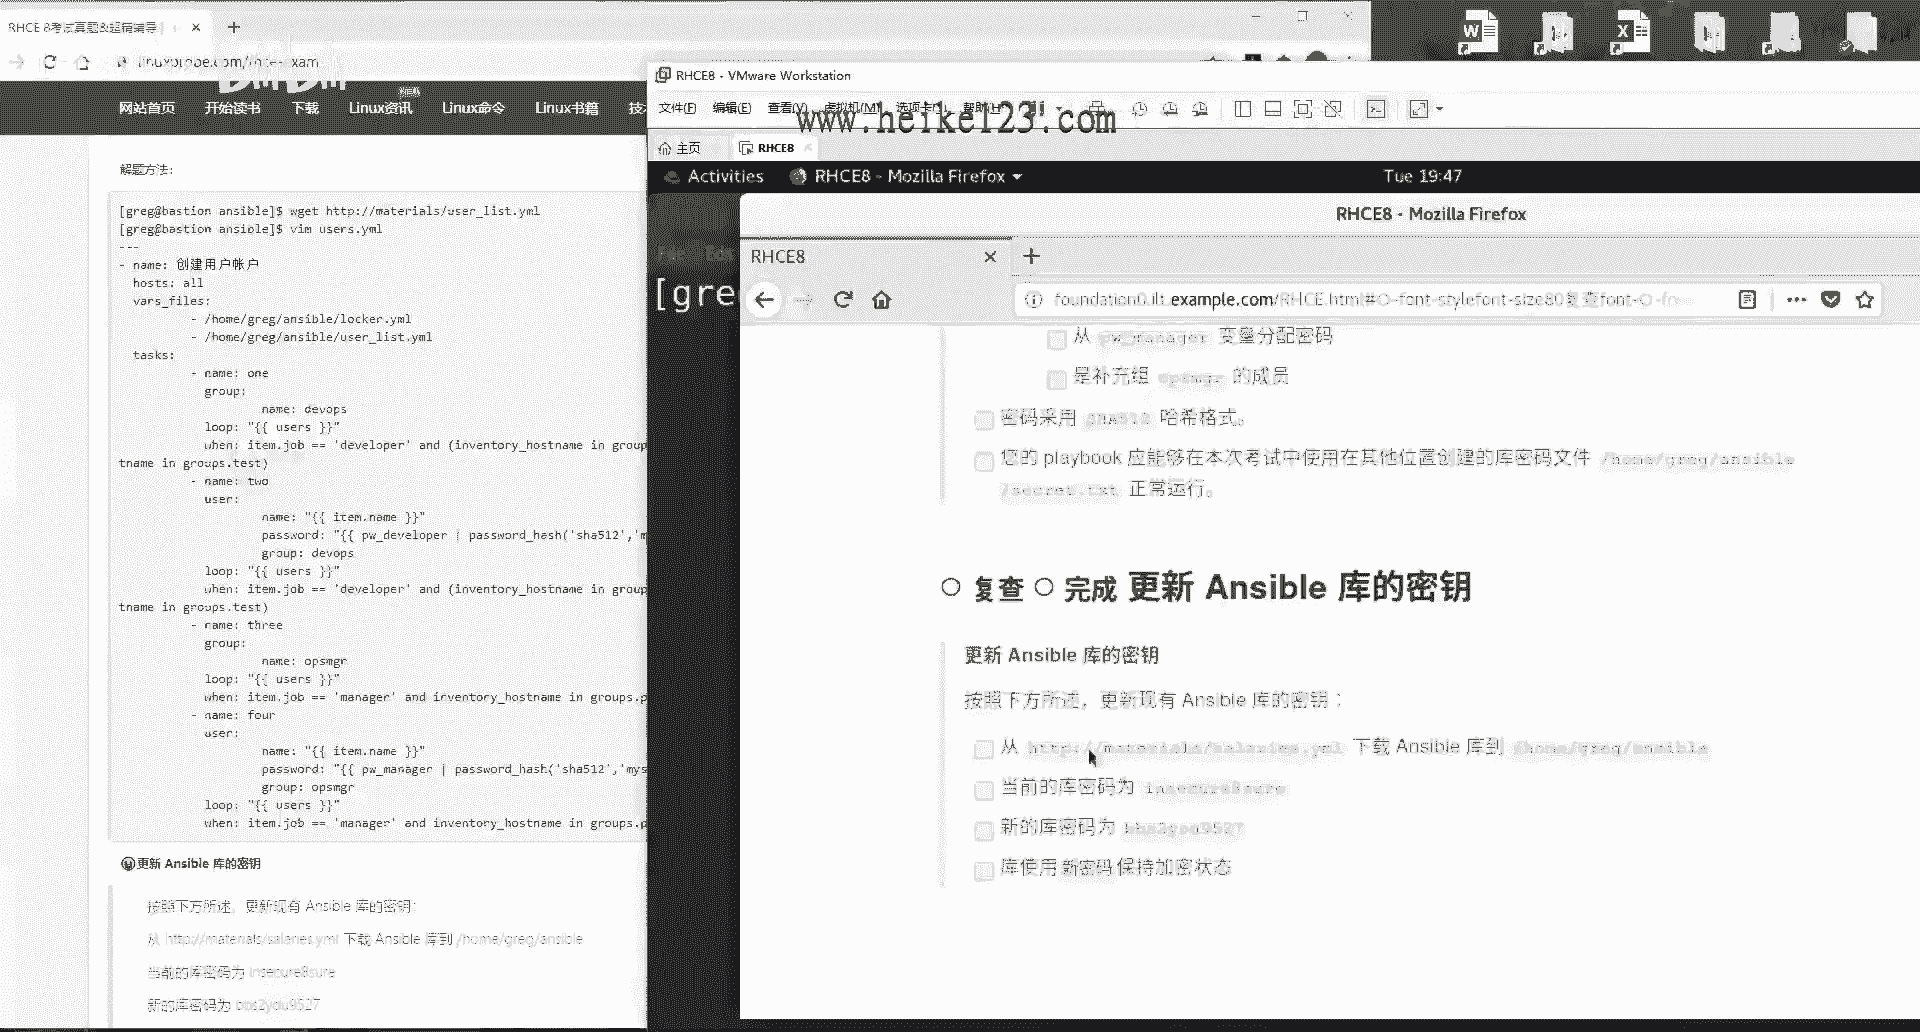 RHCE 8考试真题&超精辅导
linuxprobe.com/rhce-exam
网站首页 开始读书 下载 Linux资讯 Linux命令 Linux书籍 技
解题方法:
[greg@bastion ansible]$ wget http://materials/user_list.yml
[greg@bastion ansible]$ vim users.yml
---
- name: 创建用户帐户
hosts: all
vars_files:
- /home/greg/ansible/locker.yml
- /home/greg/ansible/user_list.yml
tasks:
- name: one
group:
name: devops
loop: "{{ users }}"
when: item.job == 'developer' and (inventory_hostname in group
tname in groups.test)
- name: two
user:
name: "{{ item.name }}"
password: "{{ pw_developer | password_hash('sha512','m
group: devops
loop: "{{ users }}"
when: item.job == 'developer' and (inventory_hostname in group
tname in groups.test)
- name: three
group:
name: opsmgr
loop: "{{ users }}"
when: item.job == 'manager' and inventory_hostname in groups.p
- name: four
user:
name: "{{ item.name }}"
password: "{{ pw_manager | password_hash('sha512','mys
group: opsmgr
loop: "{{ users }}"
when: item.job == 'manager' and inventory_hostname in groups.p
更新 Ansible 库的密钥
按照下方所述，更新现有 Ansible 库的密钥:
从 http://materials/salaries.yml 下载 Ansible 库到 /home/greg/ansible
当前的库密码为 insecure8sure
新的库密码为 bbs2you9527
RHCE8 - VMware Workstation
文件(F) 编辑(E) 查看(V) 虚拟机(M) 选项卡(T) 帮助(H)
www.heike123.com
主页 RHCE8
Activities RHCE8 - Mozilla Firefox Tue 19:47
RHCE8 - Mozilla Firefox
RHCE8
[gre
foundation0.ilt.example.com/RHCE.html#O-font-stylefont-size80复查font-O-fo
从 pw_manager 变量分配密码
是补充组 opsmgr 的成员
密码采用 sha512 哈希格式。
您的 playbook 应能够在本次考试中使用在其他位置创建的库密码文件 /home/greg/ansible
/secret.txt 正常运行。
复查 完成 更新 Ansible 库的密钥
更新 Ansible 库的密钥
按照下方所述，更新现有 Ansible 库的密钥：
从 http://materials/salaries.yml 下载 Ansible 库到 /home/greg/ansible
当前的库密码为 insecure8sure
新的库密码为 bbs2you9527
库使用新密码保持加密状态